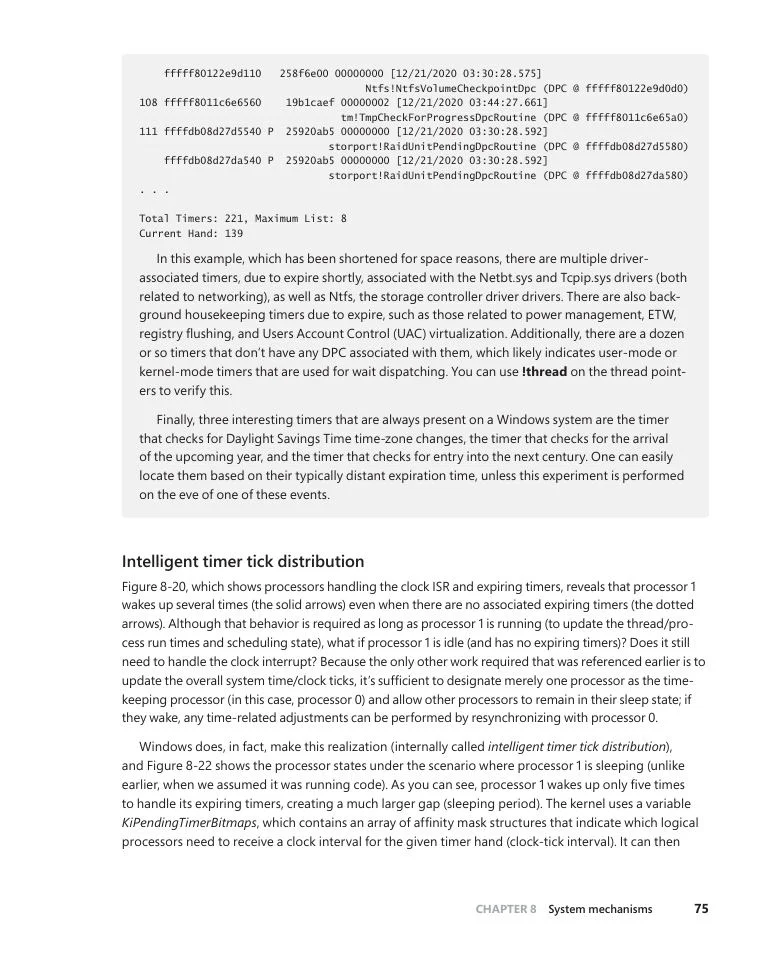 fffff80122e9d110 258f6e00 00000000 [12/21/2020 03:30:28.575]
Ntfs!NtfsVolumeCheckpointDpc (DPC @ fffff80122e9d0d0)
108 fffff8011c6e6560 19b1caef 00000002 [12/21/2020 03:44:27.661]
tm!TmpCheckForProgressDpcRoutine (DPC @ fffff8011c6e65a0)
111 ffffdb08d27d5540 P 25920ab5 00000000 [12/21/2020 03:30:28.592]
storport!RaidUnitPendingDpcRoutine (DPC @ ffffdb08d27d5580)
ffffdb08d27da540 P 25920ab5 00000000 [12/21/2020 03:30:28.592]
storport!RaidUnitPendingDpcRoutine (DPC @ ffffdb08d27da580)
. . .
Total Timers: 221, Maximum List: 8
Current Hand: 139
In this example, which has been shortened for space reasons, there are multiple driver-
associated timers, due to expire shortly, associated with the Netbt.sys and Tcpip.sys drivers (both
related to networking), as well as Ntfs, the storage controller driver drivers. There are also back-
ground housekeeping timers due to expire, such as those related to power management, ETW,
registry flushing, and Users Account Control (UAC) virtualization. Additionally, there are a dozen
or so timers that don't have any DPC associated with them, which likely indicates user-mode or
kernel-mode timers that are used for wait dispatching. You can use !thread on the thread point-
ers to verify this.
Finally, three interesting timers that are always present on a Windows system are the timer
that checks for Daylight Savings Time time-zone changes, the timer that checks for the arrival
of the upcoming year, and the timer that checks for entry into the next century. One can easily
locate them based on their typically distant expiration time, unless this experiment is performed
on the eve of one of these events.
Intelligent timer tick distribution
Figure 8-20, which shows processors handling the clock ISR and expiring timers, reveals that processor 1
wakes up several times (the solid arrows) even when there are no associated expiring timers (the dotted
arrows). Although that behavior is required as long as processor 1 is running (to update the thread/pro-
cess run times and scheduling state), what if processor 1 is idle (and has no expiring timers)? Does it still
need to handle the clock interrupt? Because the only other work required that was referenced earlier is to
update the overall system time/clock ticks, it's sufficient to designate merely one processor as the time-
keeping processor (in this case, processor 0) and allow other processors to remain in their sleep state; if
they wake, any time-related adjustments can be performed by resynchronizing with processor 0.
Windows does, in fact, make this realization (internally called intelligent timer tick distribution),
and Figure 8-22 shows the processor states under the scenario where processor 1 is sleeping (unlike
earlier, when we assumed it was running code). As you can see, processor 1 wakes up only five times
to handle its expiring timers, creating a much larger gap (sleeping period). The kernel uses a variable
KiPendingTimerBitmaps, which contains an array of affinity mask structures that indicate which logical
processors need to receive a clock interval for the given timer hand (clock-tick interval). It can then
CHAPTER 8 System mechanisms 75